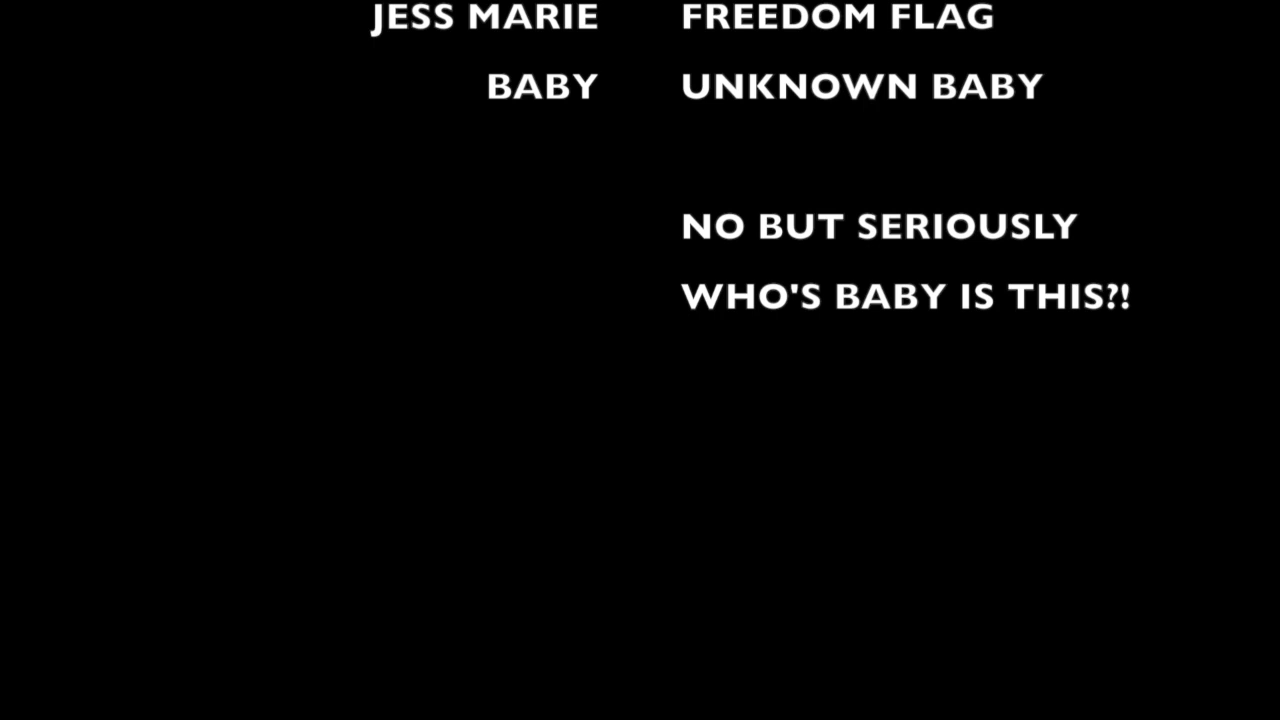 JESS MARIE FREEDOM FLAG
BABY UNKNOWN BABY
NO BUT SERIOUSLY
WHO'S BABY IS THIS?!